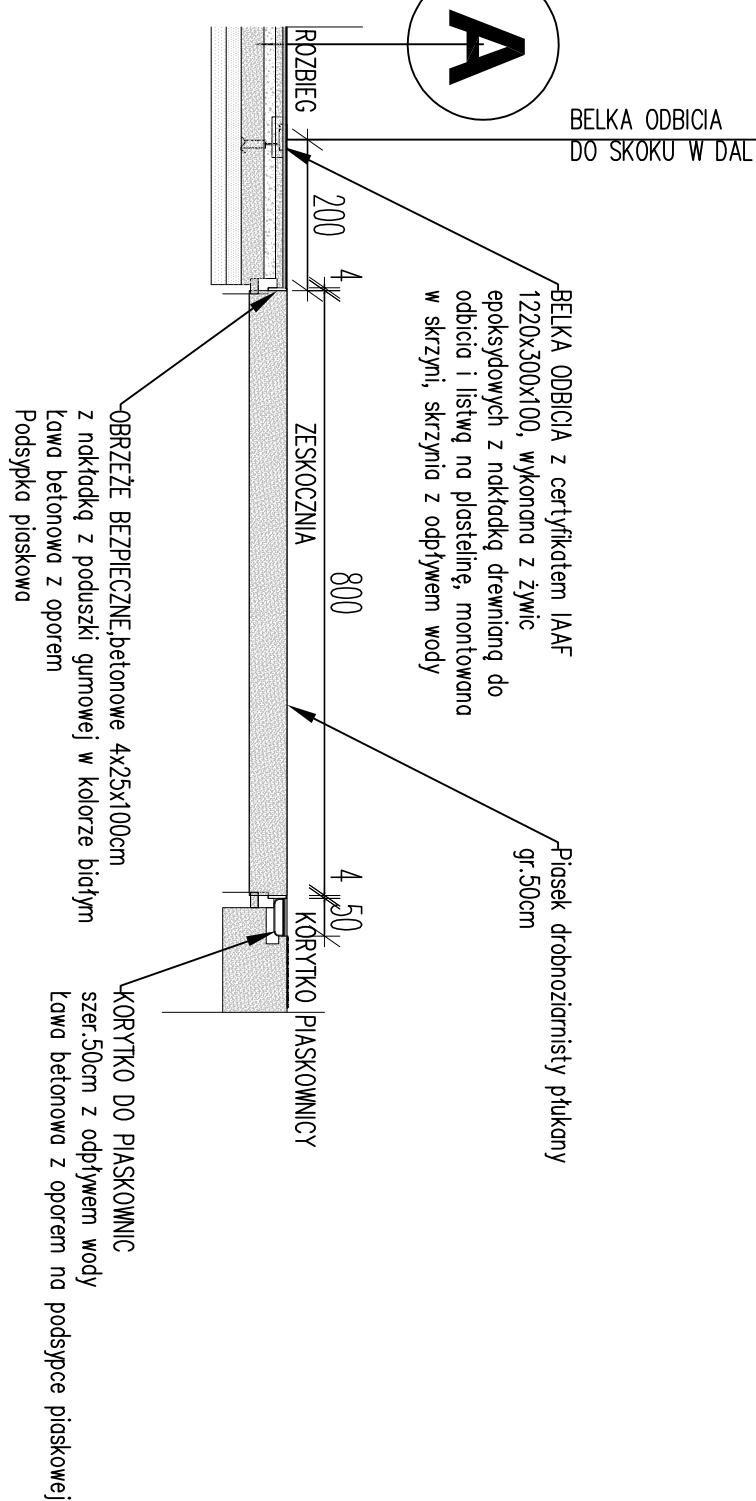 A
BELKA ODBICIA
DO SKOKU W DAL
BELKA ODBICIA z certyfikatem IAAF
1220x300x100, wykonana z żywic
epoksydowych z nakładką drewnianą do
odbicia i listwą na plastelinę, montowana
w skrzyni, skrzynia z odpływem wody
Piasek drobnoziarnisty płukany
gr.50cm
200
4
800
4
50
ROZBIEG
ZESKOCZNIA
KORYTKO PIASKOWNICY
OBRZEŻE BEZPIECZNE,betonowe 4x25x100cm
z nakładką z poduszki gumowej w kolorze białym
Ława betonowa z oporem
Podsypka piaskowa
KORYTKO DO PIASKOWNIC
szer.50cm z odpływem wody
Ława betonowa z oporem na podsypce piaskowej